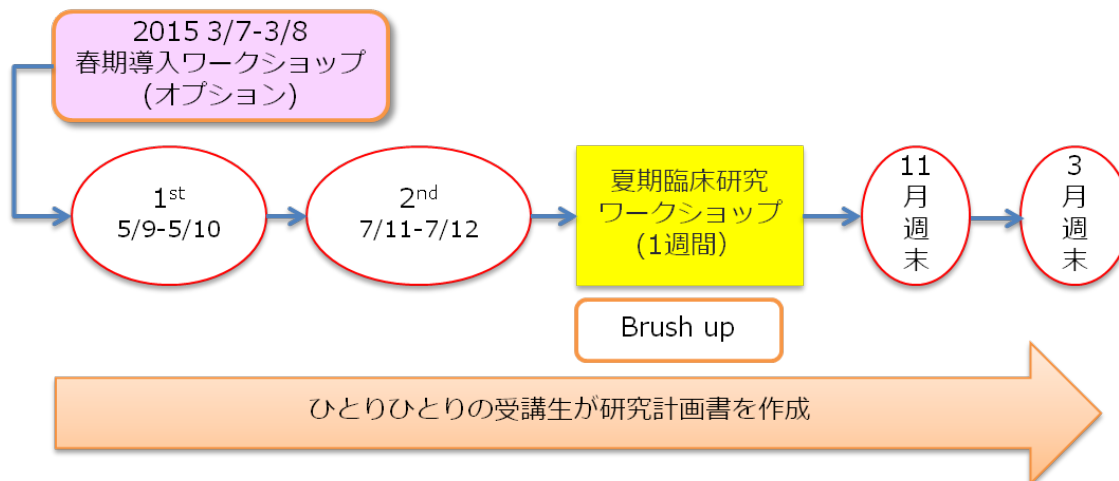 2015 3/7-3/8
春期導入ワークショップ
(オプション)
1st
5/9-5/10
2nd
7/11-7/12
夏期臨床研究
ワークショップ
(1週間）
11
月
週
末
3
月
週
末
Brush up
ひとりひとりの受講生が研究計画書を作成